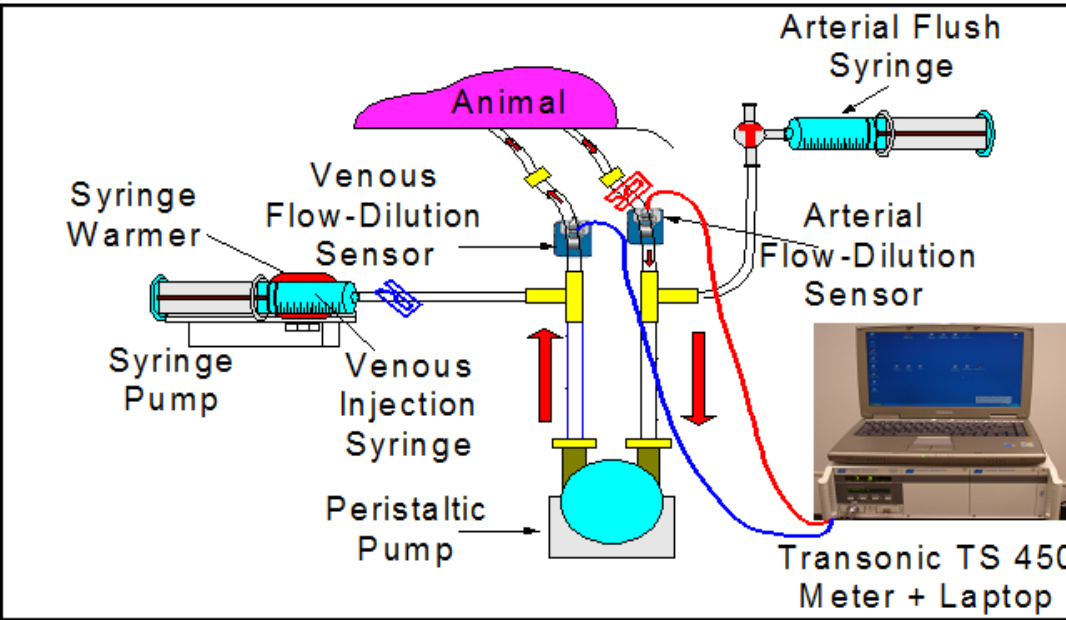 Arterial Flush
Syringe
Animal
Venous
Flow-Dilution
Sensor
Syringe
Warmer
Arterial
Flow-Dilution
Sensor
Syringe
Pump
Venous
Injection
Syringe
Peristaltic
Pump
Transonic TS 450
Meter + Laptop